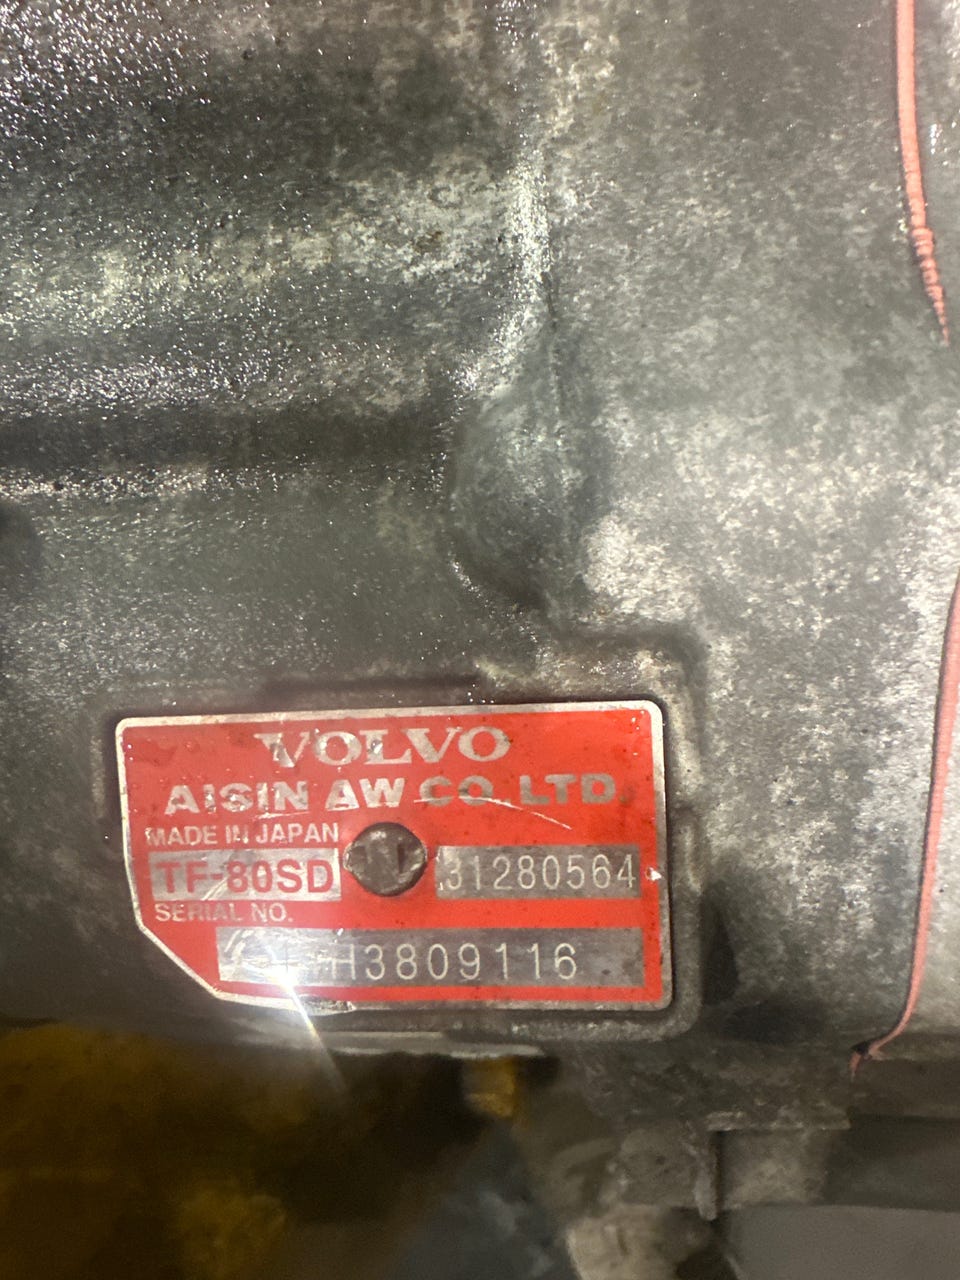 VOLVO
AISIN AW CO.LTD.
MADE IN JAPAN
TF-80SD 31280564
SERIAL NO.
H3809116